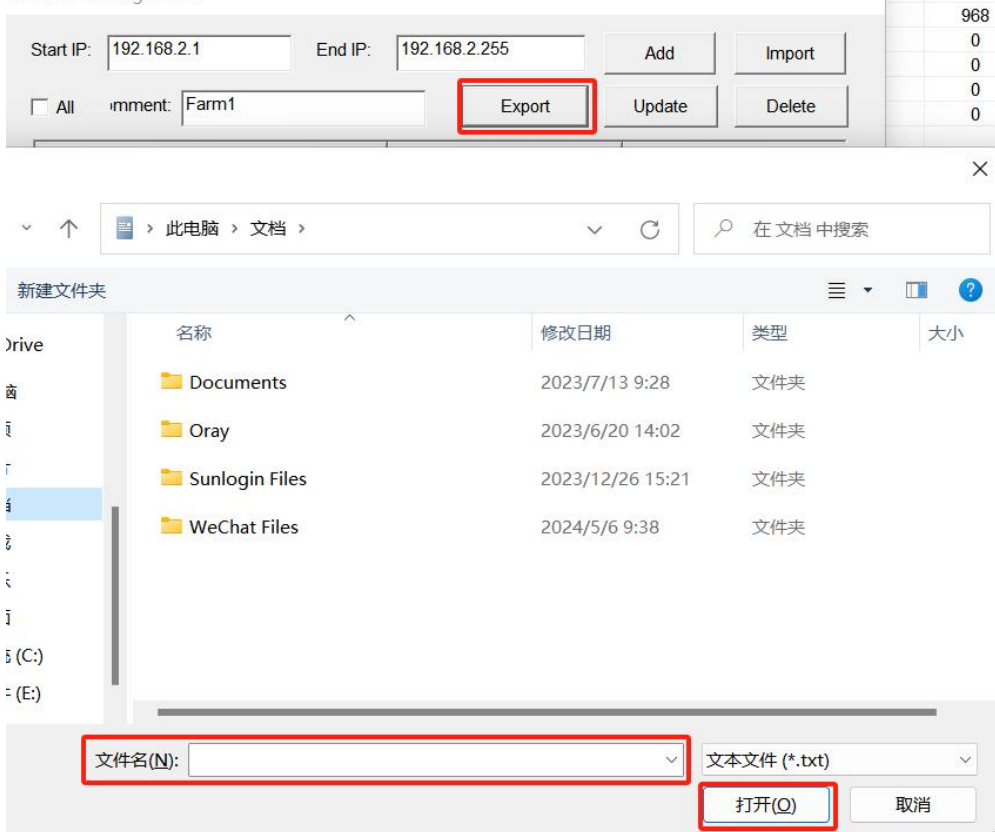 968
Start IP: 192.168.2.1 End IP: 192.168.2.255 Add Import 0
0
All mment: Farm1 Export Update Delete 0
0
此电脑 文档 在 文档 中搜索
新建文件夹
名称 修改日期 类型 大小
Drive
Documents 2023/7/13 9:28 文件夹
Oray 2023/6/20 14:02 文件夹
Sunlogin Files 2023/12/26 15:21 文件夹
WeChat Files 2024/5/6 9:38 文件夹
(C:)
(E:)
文件名(N): 文本文件 (*.txt)
打开(O) 取消